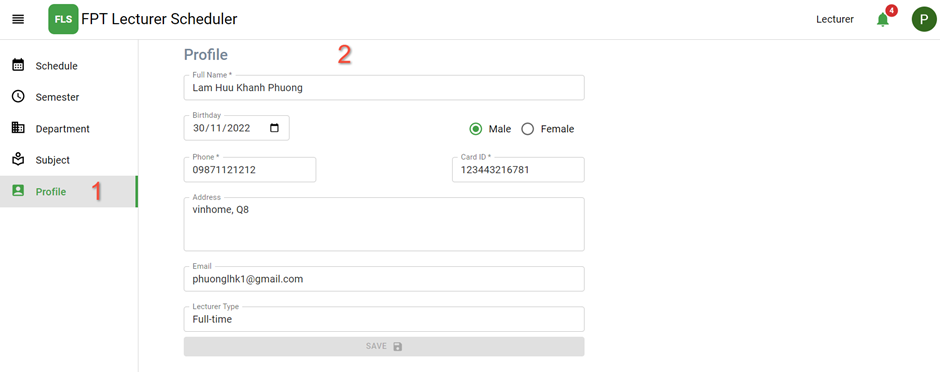 FLS FPT Lecturer Scheduler
Lecturer
4
P
Schedule
Semester
Department
Subject
Profile 1
Profile
2
Full Name *
Lam Huu Khanh Phuong
Birthday
30/11/2022
Male Female
Phone *
09871121212
Card ID *
123443216781
Address
vinhome, Q8
Email
phuonglhk1@gmail.com
Lecturer Type
Full-time
SAVE